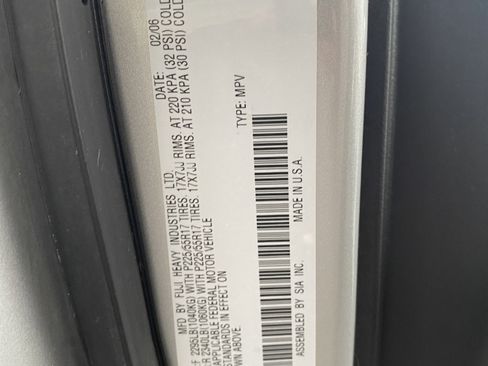 MFD. BY FUJI HEAVY INDUSTRIES LTD. DATE: 02/06
F 2295LB(1040KG) WITH P225/55R17 TIRES. 17X7JJ RIMS. AT 220 KPA (32 PSI) COLD
R 2340LB(1060KG) WITH P225/55R17 TIRES. 17X7JJ RIMS. AT 210 KPA (30 PSI) COLD
APPLICABLE FEDERAL MOTOR VEHICLE
STANDARDS IN EFFECT ON
WN ABOVE. TYPE: MPV
ASSEMBLED BY SIA INC. MADE IN U.S.A.